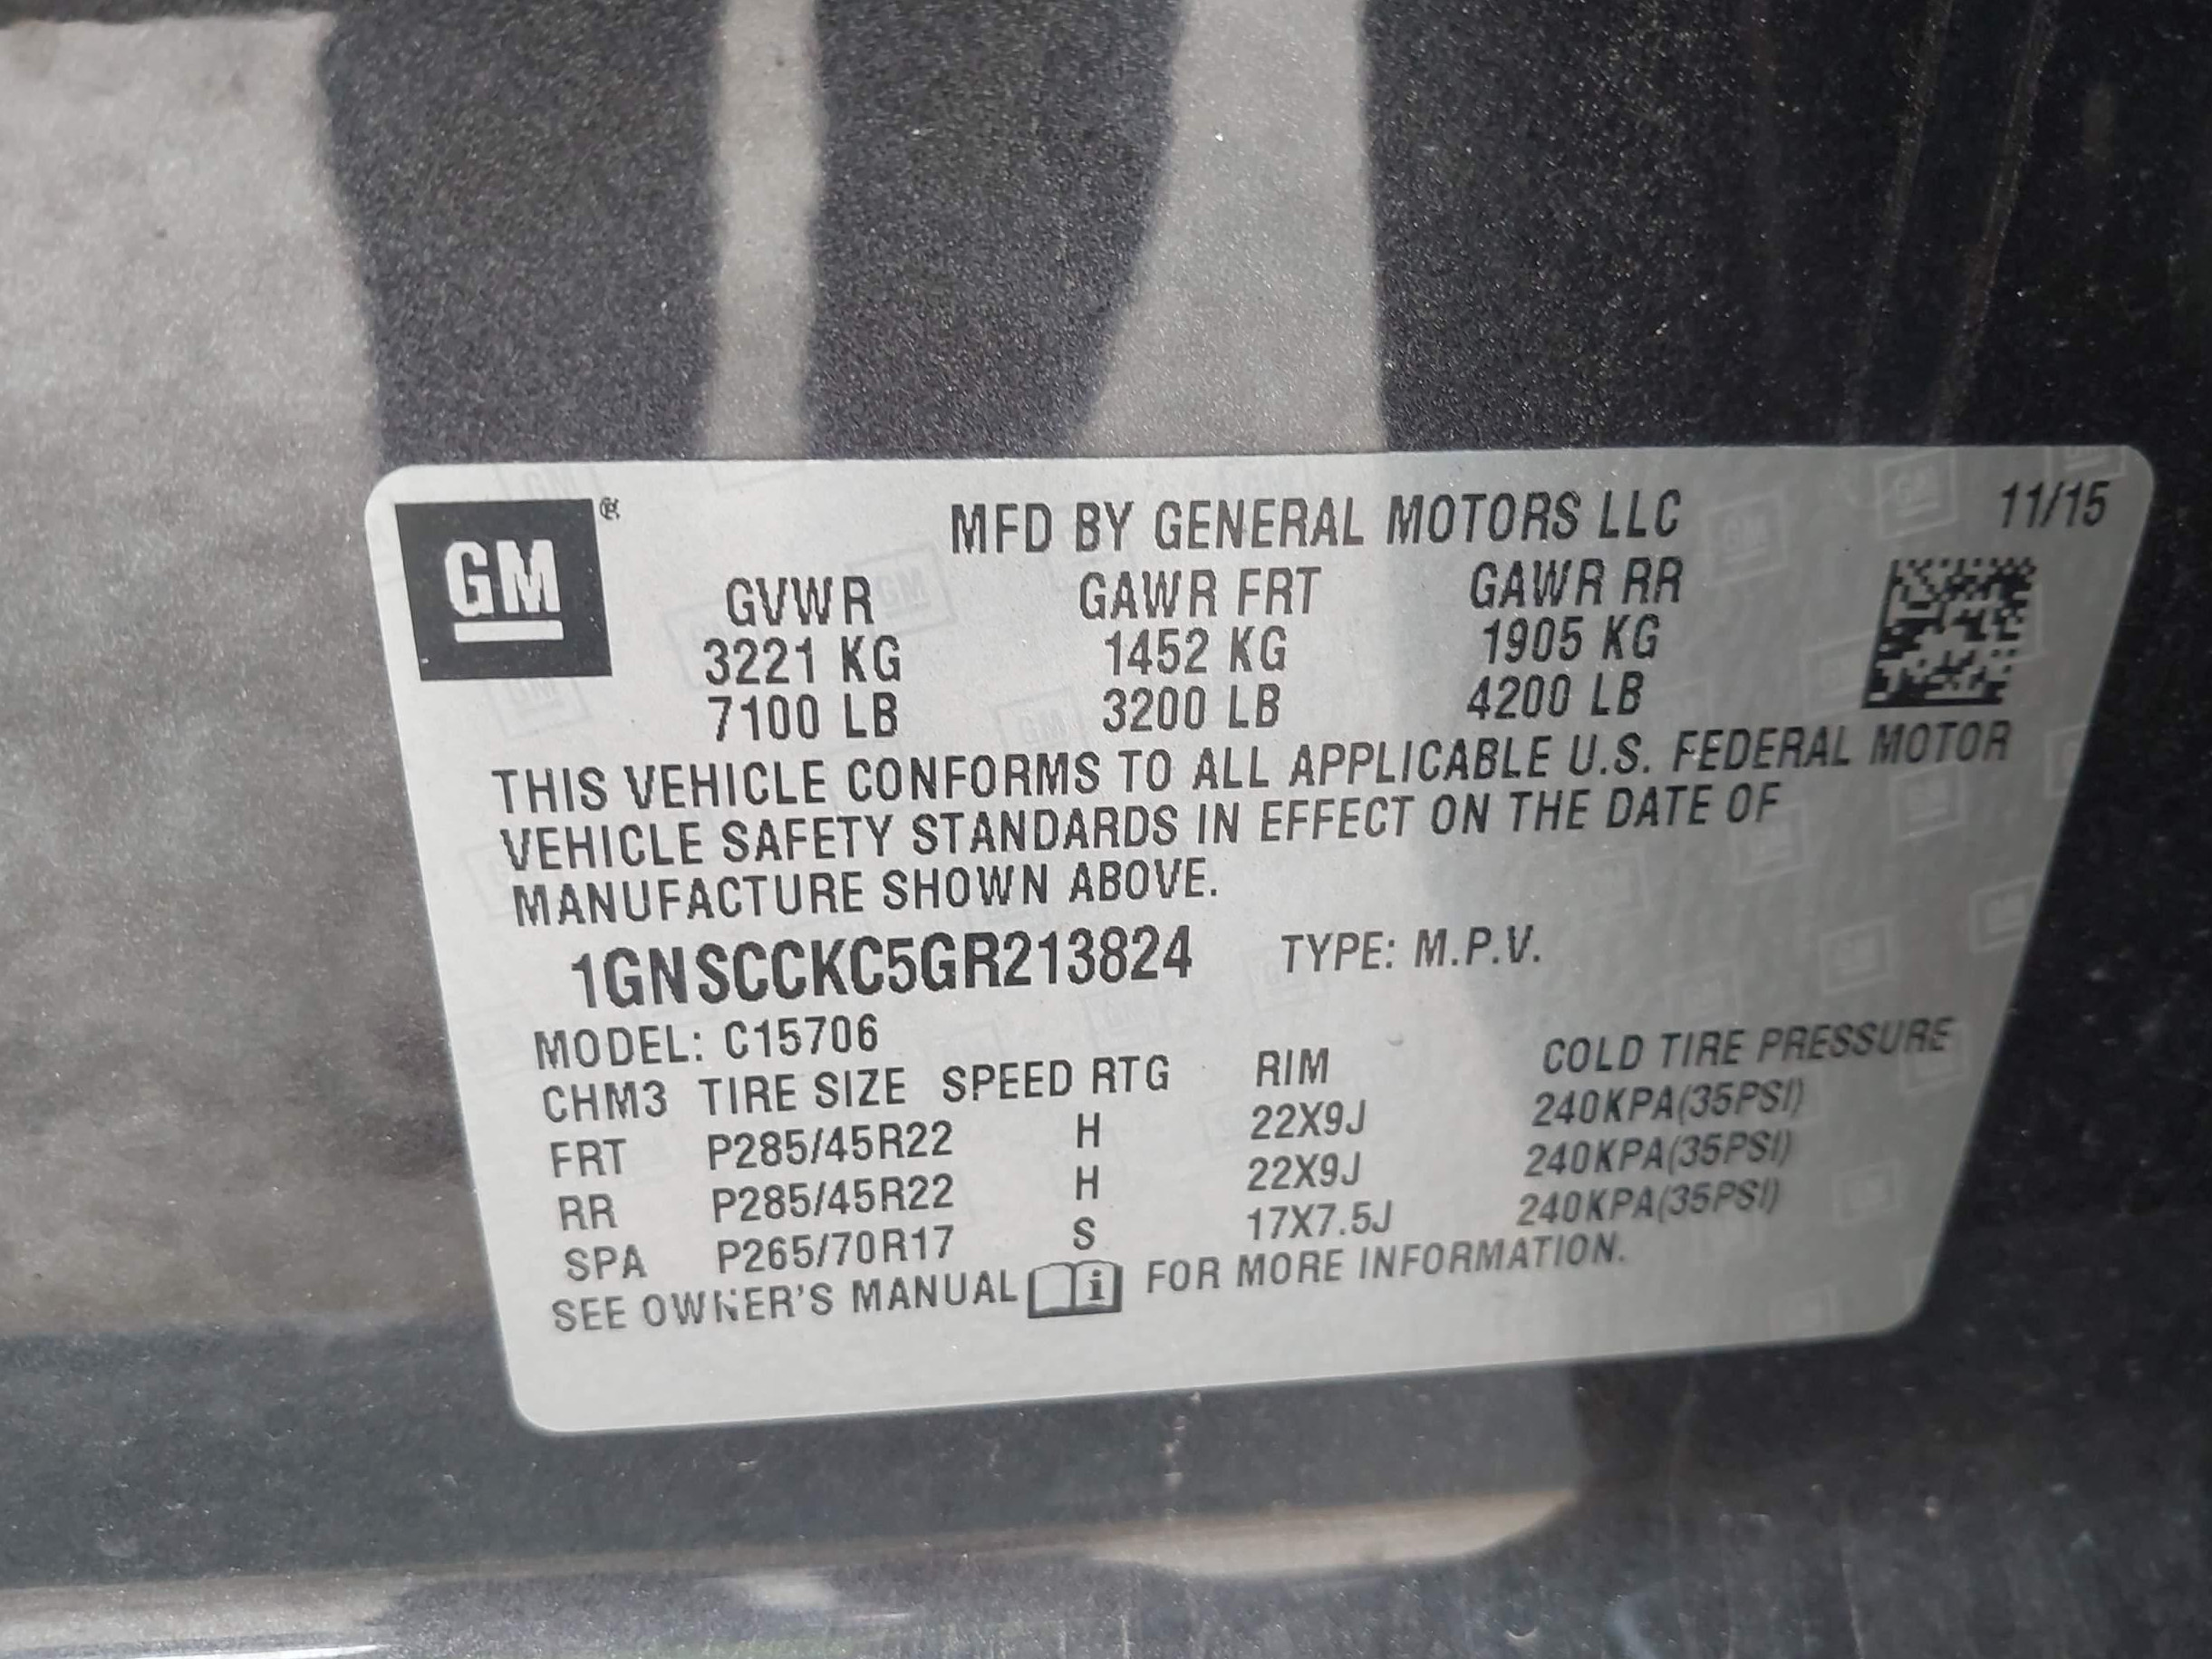 GM ®
MFD BY GENERAL MOTORS LLC 11/15
GVWR GAWR FRT GAWR RR
3221 KG 1452 KG 1905 KG
7100 LB 3200 LB 4200 LB
THIS VEHICLE CONFORMS TO ALL APPLICABLE U.S. FEDERAL MOTOR
VEHICLE SAFETY STANDARDS IN EFFECT ON THE DATE OF
MANUFACTURE SHOWN ABOVE.
1GNSCCKC5GR213824 TYPE: M.P.V.
MODEL: C15706
CHM3 TIRE SIZE SPEED RTG RIM COLD TIRE PRESSURE
FRT P285/45R22 H 22X9J 240KPA(35PSI)
RR P285/45R22 H 22X9J 240KPA(35PSI)
SPA P265/70R17 S 17X7.5J 240KPA(35PSI)
SEE OWNER'S MANUAL i FOR MORE INFORMATION.